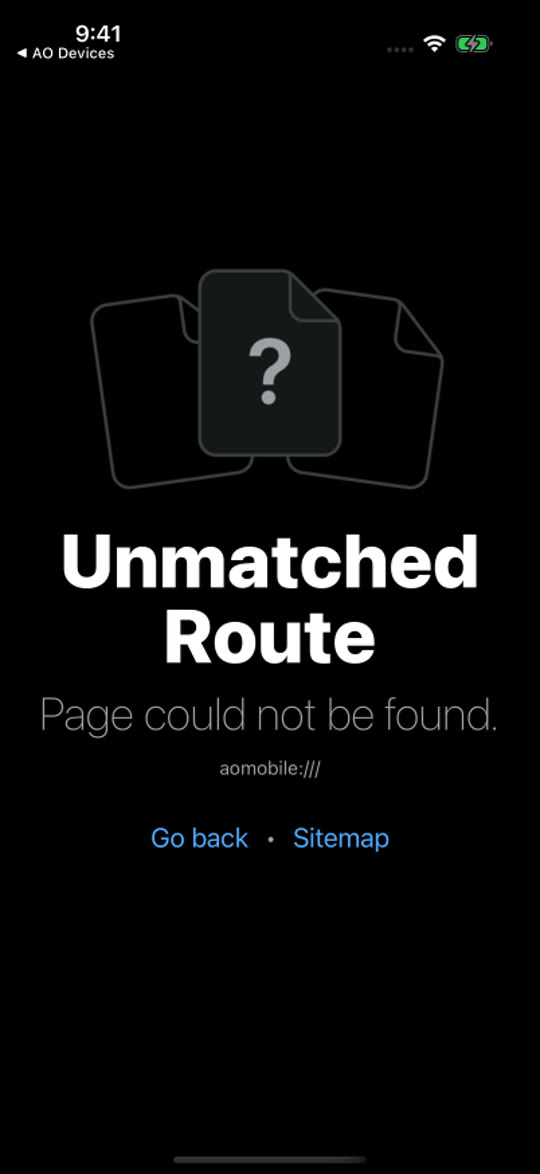 9:41
◀ AO Devices
?
Unmatched
Route
Page could not be found.
aomobile:///
Go back • Sitemap